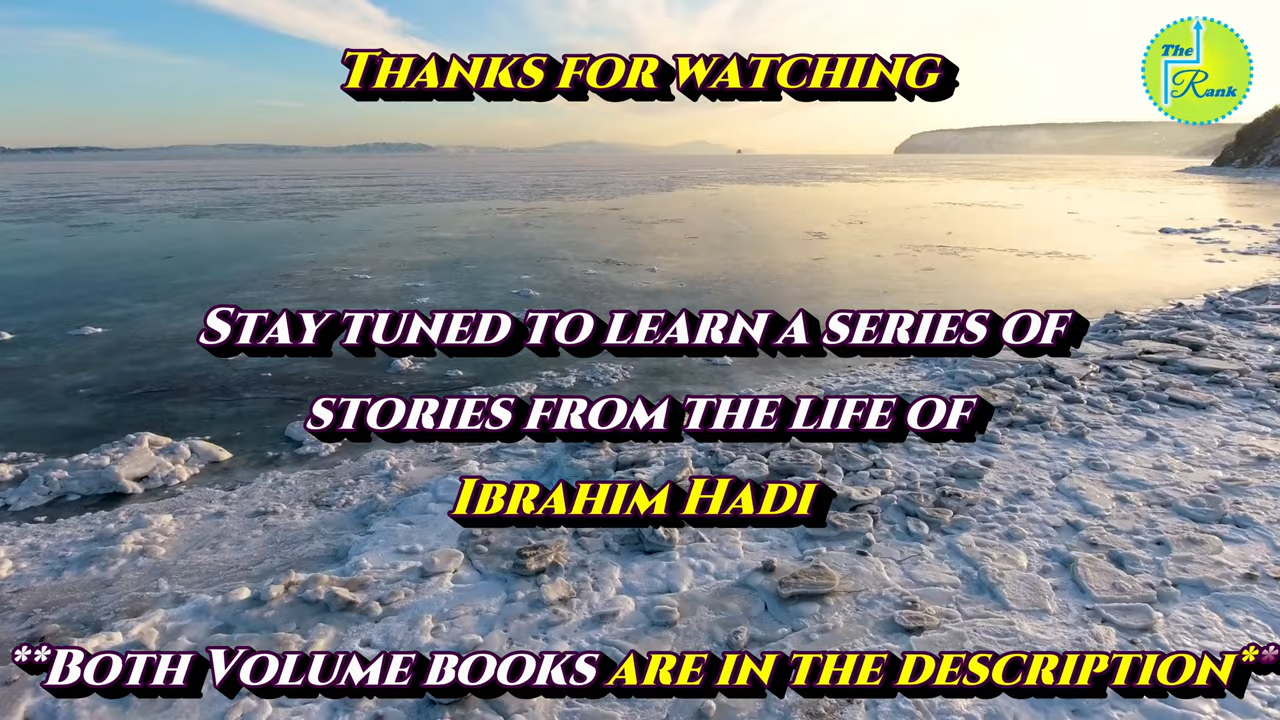 Thanks for watching
The
Rank
Stay tuned to learn a series of
stories from the life of
Ibrahim Hadi
**Both Volume books are in the description**